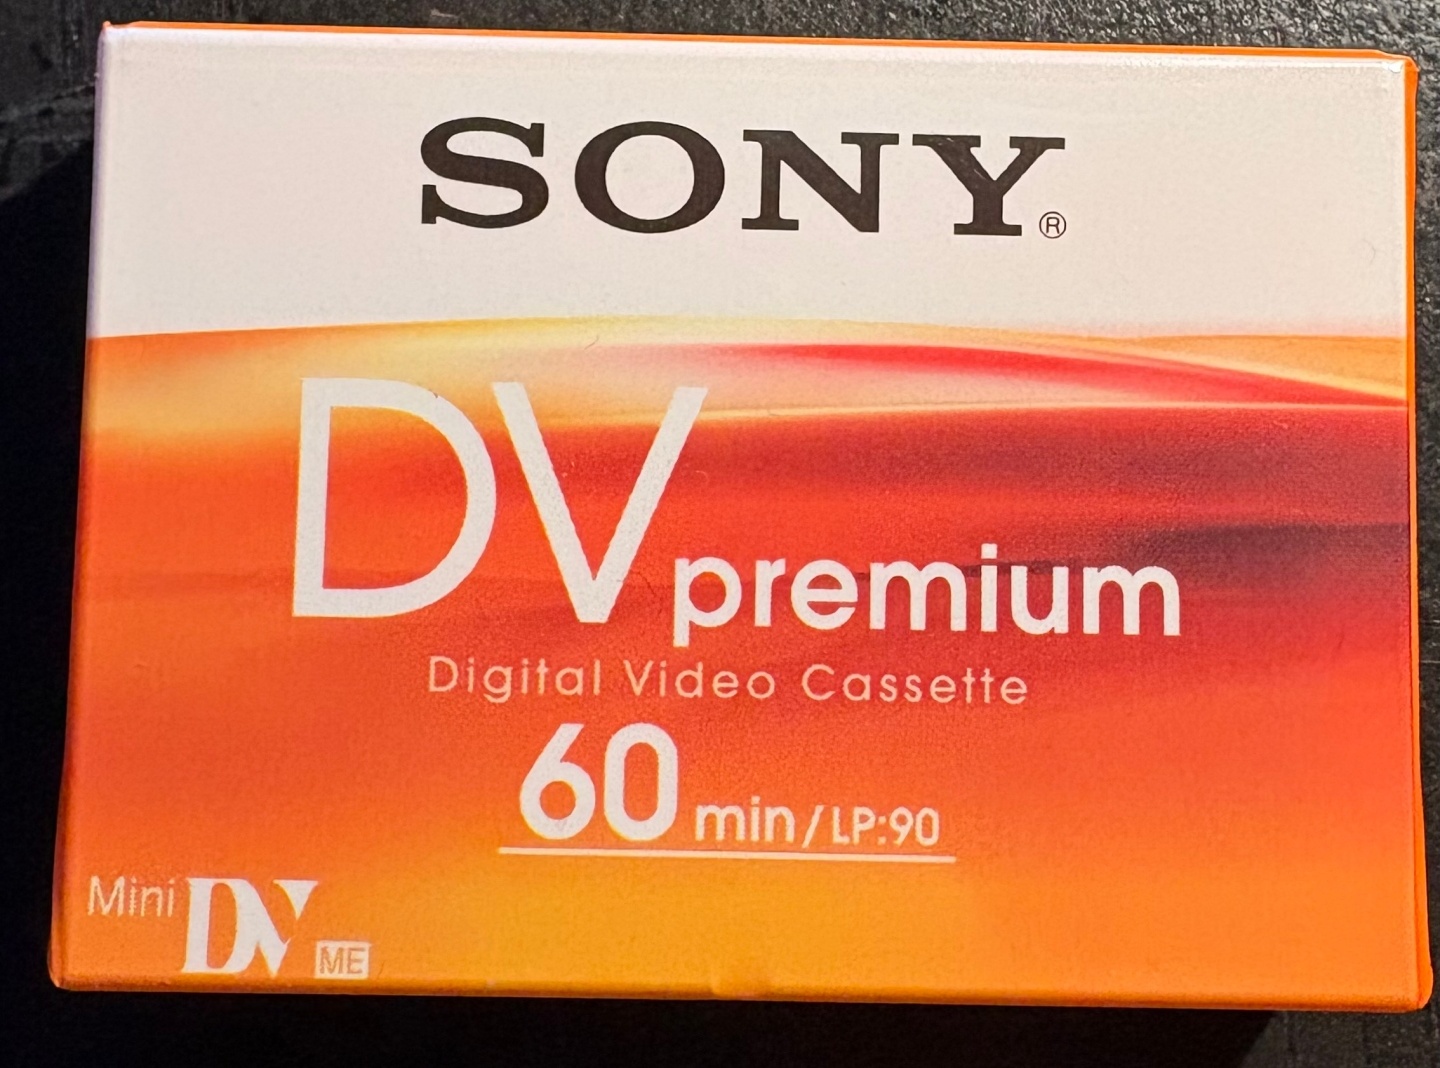 SONY®
DV premium
Digital Video Cassette
60 min/LP:90
Mini DV ME